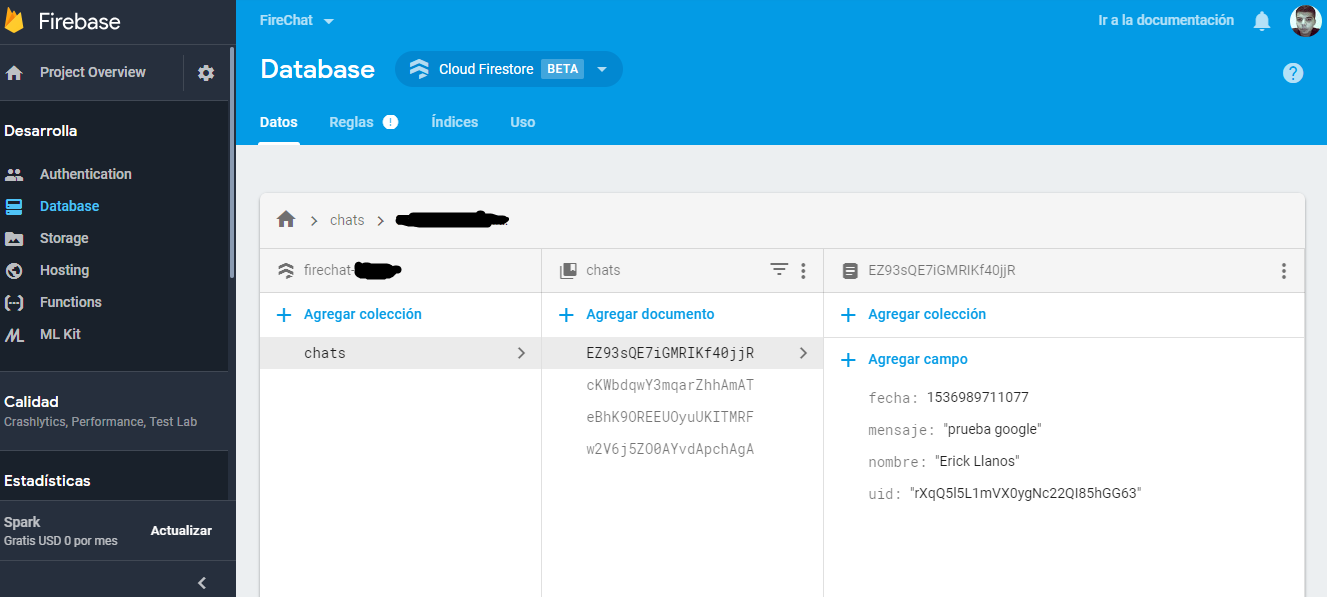 Firebase
Project Overview
Desarrolla
Authentication
Database
Storage
Hosting
Functions
ML Kit
Calidad
Crashlytics, Performance, Test Lab
Estadísticas
Spark
Gratis USD 0 por mes
Actualizar
FireChat
Ir a la documentación
Database
Cloud Firestore BETA
Datos Reglas Índices Uso
chats
firechat-
Agregar colección
chats
chats
Agregar documento
EZ93sQE7iGMRIKf40jjR
cKWbdqwY3mqarZhhAmAT
eBhK9OREEUOyuUKITMRF
w2V6j5ZO0AYvdApchAgA
EZ93sQE7iGMRIKf40jjR
Agregar colección
Agregar campo
fecha: 1536989711077
mensaje: "prueba google"
nombre: "Erick Llanos"
uid: "rXqQ5l5L1mVX0ygNc22QI85hGG63"